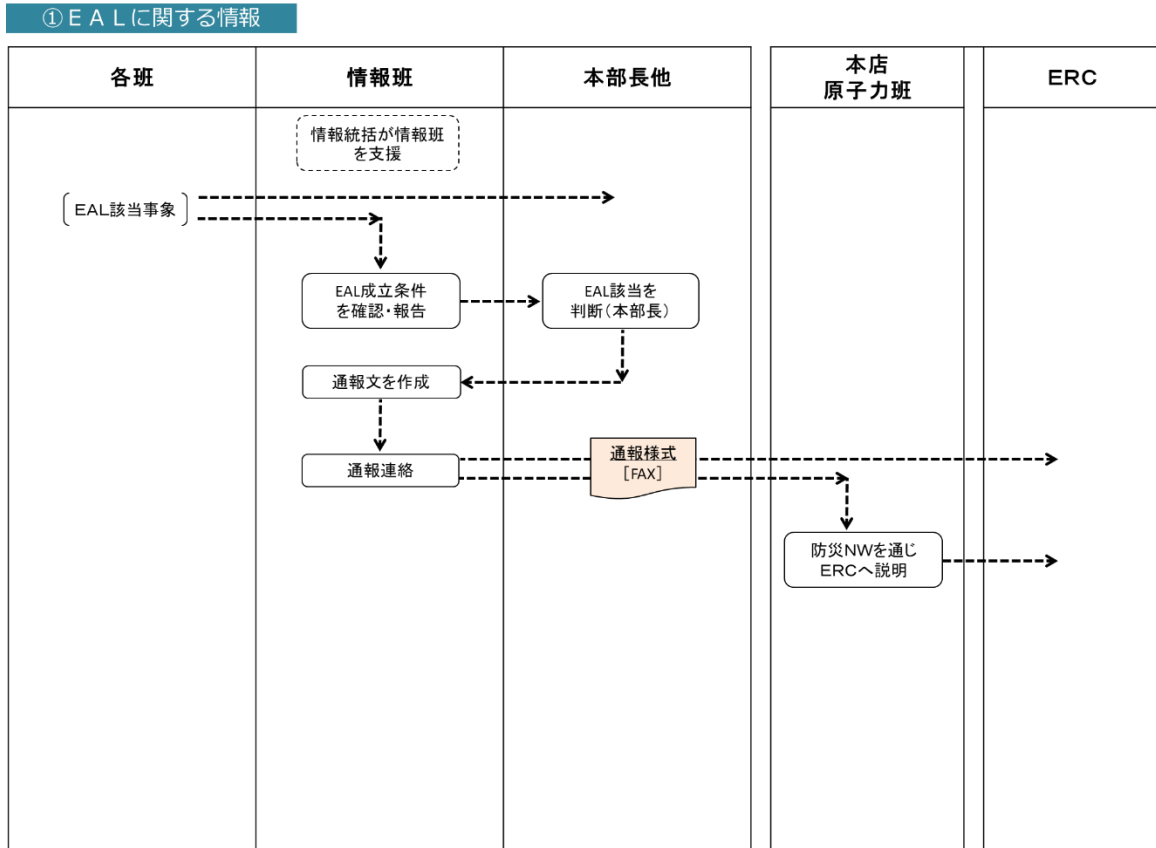 ①ＥＡＬに関する情報
各班
情報班
本部長他
本店
原子力班
ERC
情報統括が情報班
を支援
EAL該当事象
EAL成立条件
を確認・報告
EAL該当を
判断（本部長）
通報文を作成
通報連絡
通報様式
［FAX］
防災NWを通じ
ERCへ説明